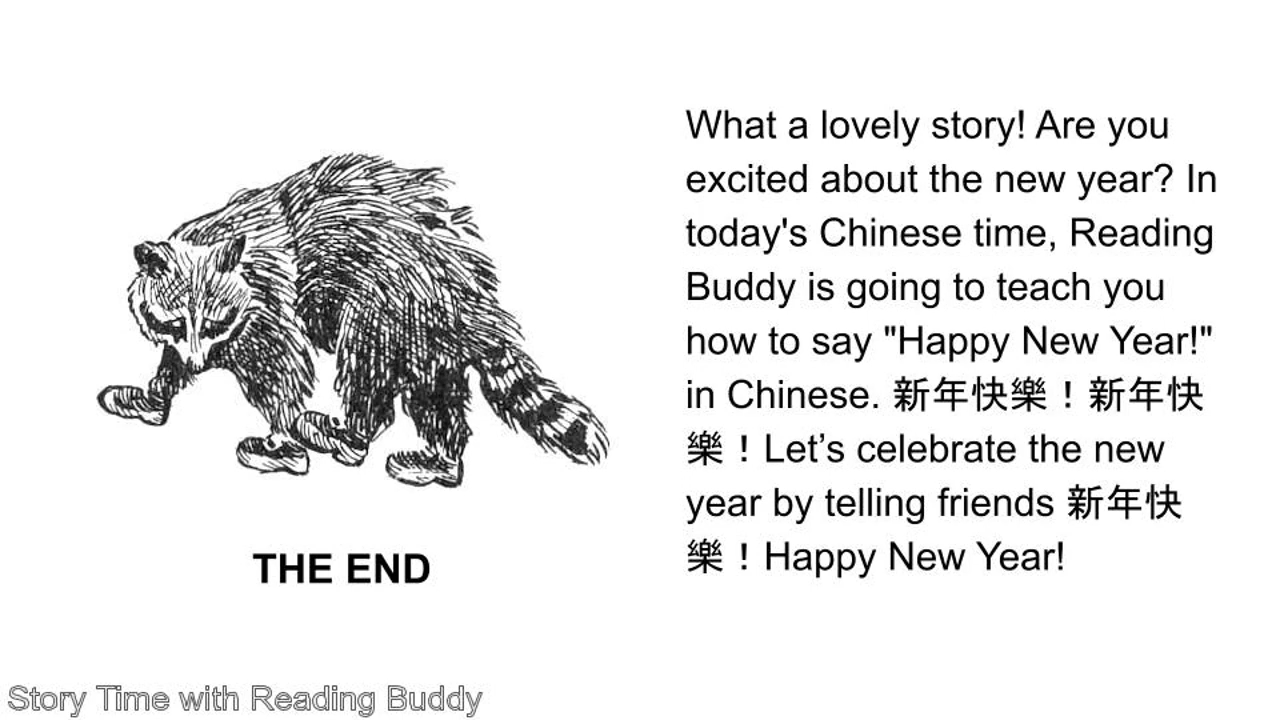 What a lovely story! Are you
excited about the new year? In
today's Chinese time, Reading
Buddy is going to teach you
how to say "Happy New Year!"
in Chinese. 新年快樂！新年快
樂！Let’s celebrate the new
year by telling friends 新年快
樂！Happy New Year!
THE END
Story Time with Reading Buddy